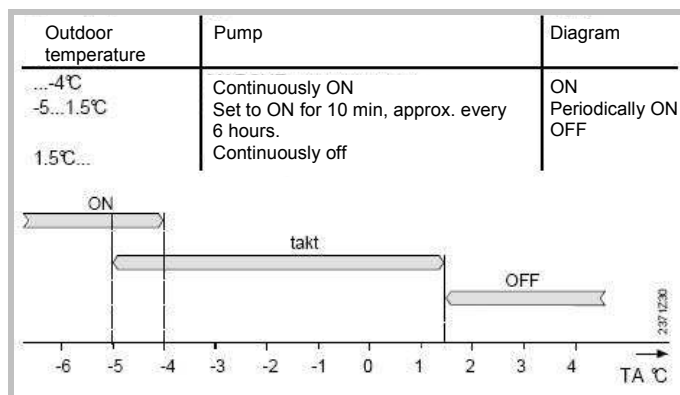 Outdoor temperature Pump Diagram
...-4°C Continuously ON ON
-5...1.5°C Set to ON for 10 min, approx. every 6 hours. Periodically ON
1.5°C... Continuously off OFF
ON
takt
OFF
-6 -5 -4 -3 -2 -1 0 1 2 3 4 TA °C
2371Z30